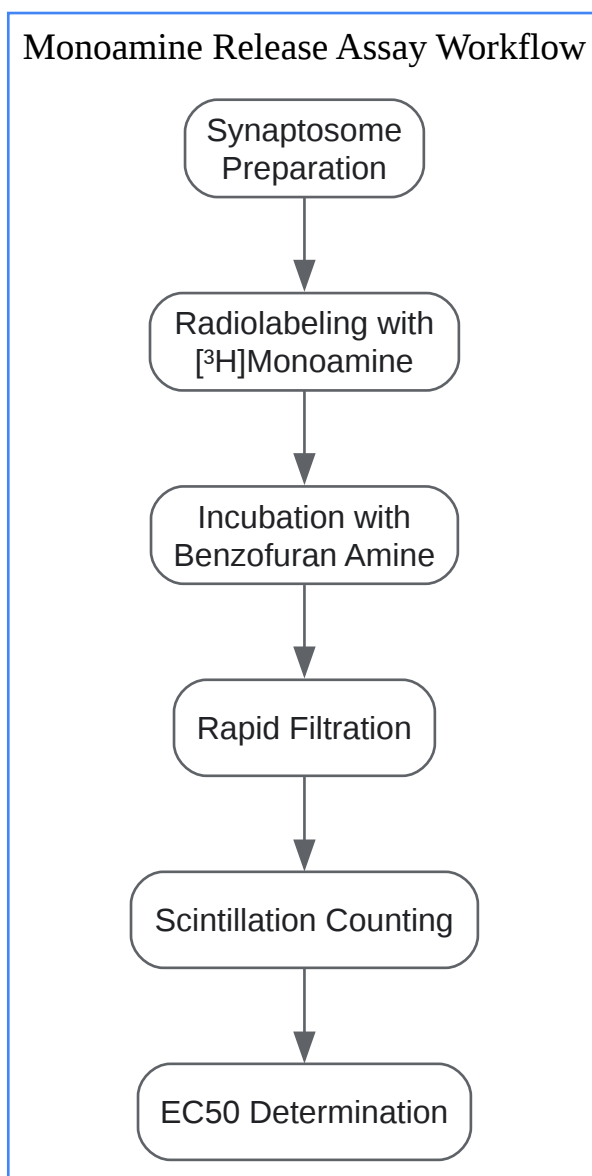 Monoamine Release Assay Workflow
Synaptosome
Preparation
Radiolabeling with
[³H]Monoamine
Incubation with
Benzofuran Amine
Rapid Filtration
Scintillation Counting
EC50 Determination